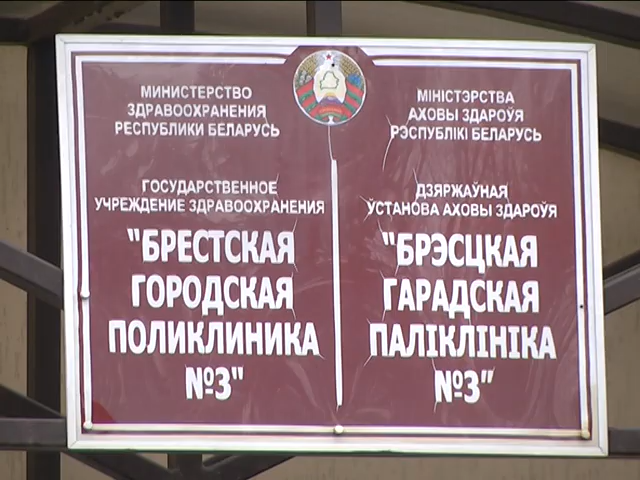 МИНИСТЕРСТВО
ЗДРАВООХРАНЕНИЯ
РЕСПУБЛИКИ БЕЛАРУСЬ
ГОСУДАРСТВЕННОЕ
УЧРЕЖДЕНИЕ ЗДРАВООХРАНЕНИЯ
"БРЕСТСКАЯ
ГОРОДСКАЯ
ПОЛИКЛИНИКА
№3"
МІНІСТЭРСТВА
АХОВЫ ЗДАРОЎЯ
РЭСПУБЛІКІ БЕЛАРУСЬ
ДЗЯРЖАЎНАЯ
ЎСТАНОВА АХОВЫ ЗДАРОЎЯ
"БРЭСЦКАЯ
ГАРАДСКАЯ
ПАЛІКЛІНІКА
№3"